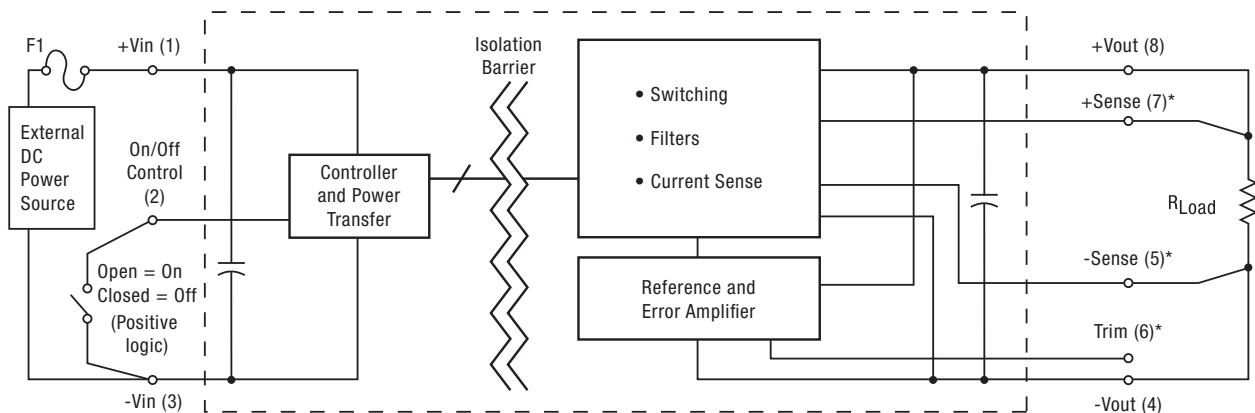 F1
+Vin (1)
External
DC
Power
Source
On/Off
Control
(2)
Open = On
Closed = Off
(Positive
logic)
-Vin (3)
Controller
and Power
Transfer
Isolation
Barrier
• Switching
• Filters
• Current Sense
Reference and
Error Amplifier
+Vout (8)
+Sense (7)*
RLoad
-Sense (5)*
Trim (6)*
-Vout (4)